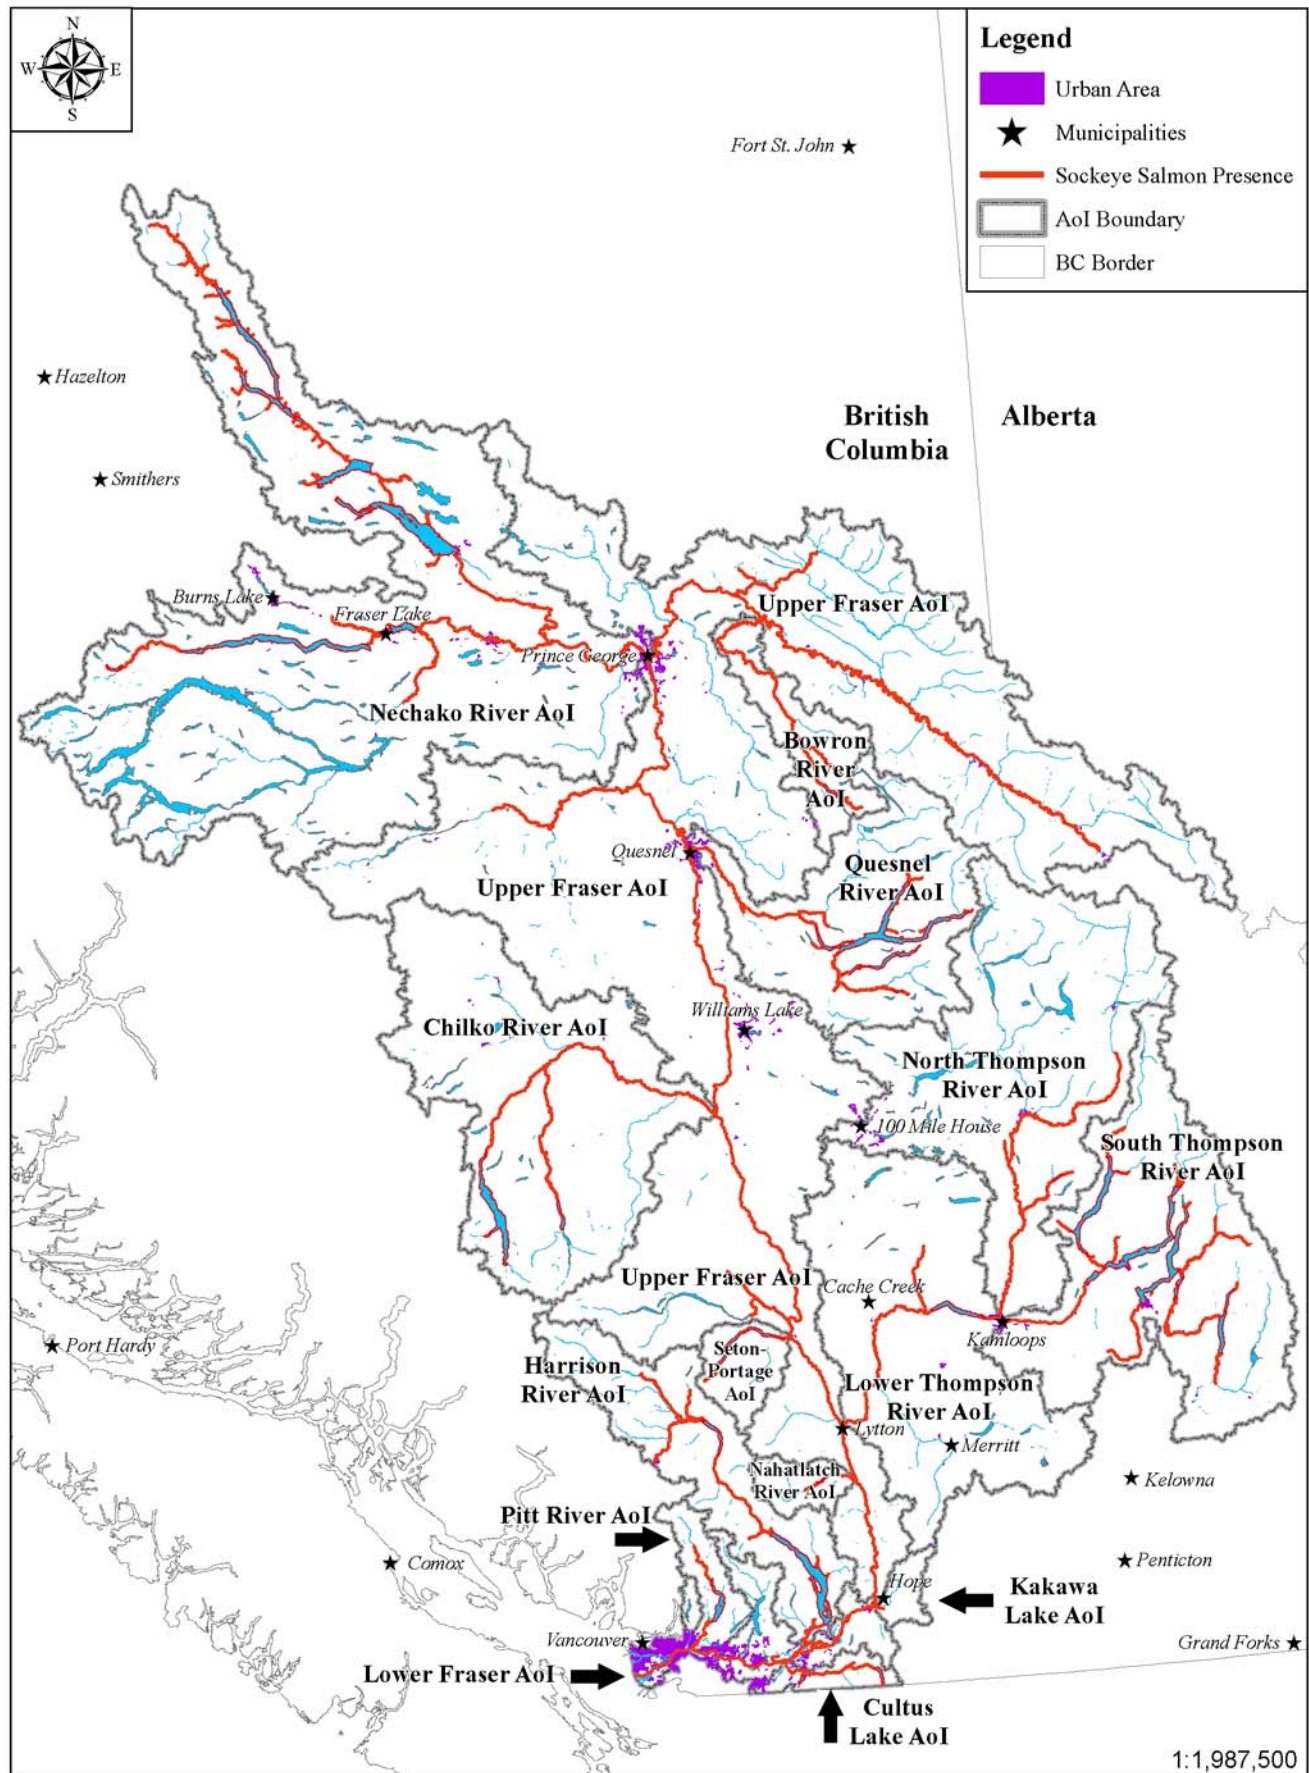 N
W
E
S
Legend
Urban Area
Municipalities
Sockeye Salmon Presence
AoI Boundary
BC Border
Fort St. John
Hazelton
British
Columbia
Alberta
Smithers
Burns Lake
Fraser Lake
Upper Fraser AoI
Prince George
Nechako River AoI
Bowron
River
AoI
Quesnel
Quesnel
River AoI
Upper Fraser AoI
Williams Lake
Chilko River AoI
North Thompson
River AoI
100 Mile House
South Thompson
River AoI
Upper Fraser AoI
Cache Creek
Port Hardy
Kamloops
Seton-
Portage
AoI
Harrison
River AoI
Lower Thompson
River AoI
Lytton
Merritt
Nahatlatch
River AoI
Kelowna
Pitt River AoI
Comox
Penticton
Hope
Kakawa
Lake AoI
Vancouver
Grand Forks
Lower Fraser AoI
Cultus
Lake AoI
1:1,987,500